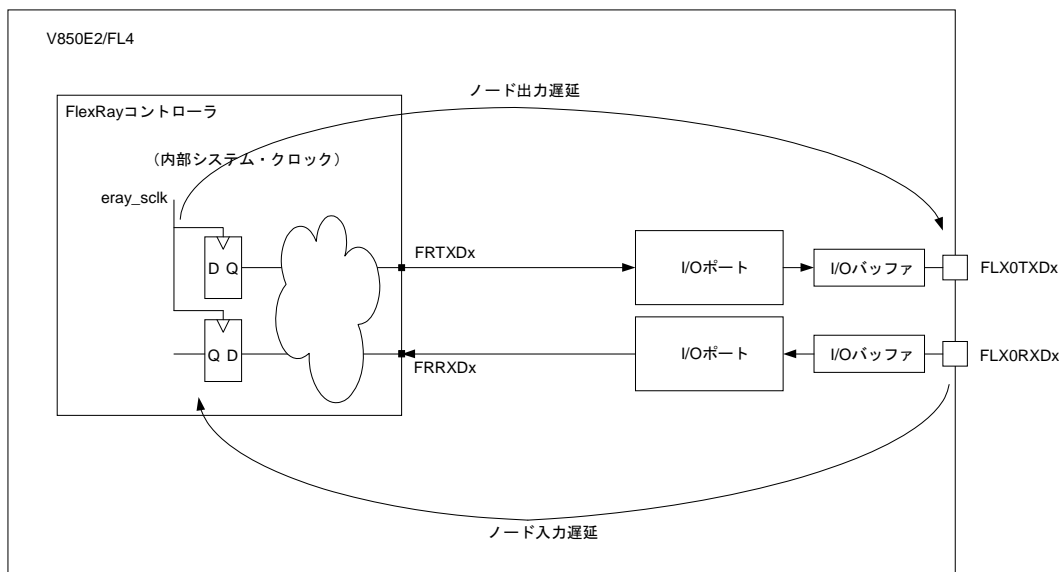 V850E2/FL4
ノード出力遅延
FlexRayコントローラ
（内部システム・クロック）
eray_sclk
D Q
FRTXDx
I/Oポート
I/Oバッファ
FLX0TXDx
Q D
FRRXDx
I/Oポート
I/Oバッファ
FLX0RXDx
ノード入力遅延